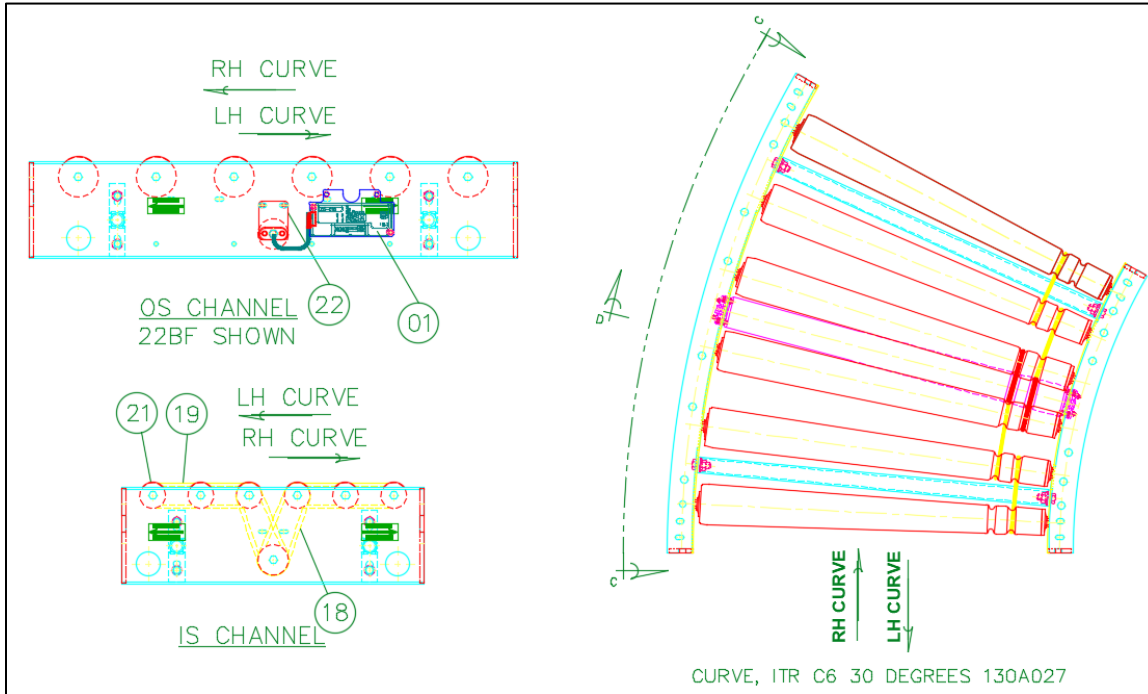 RH CURVE
LH CURVE
OS CHANNEL
22BF SHOWN
22
01
LH CURVE
RH CURVE
21
19
18
IS CHANNEL
C
D
C
RH CURVE
LH CURVE
CURVE, ITR C6 30 DEGREES 130A027